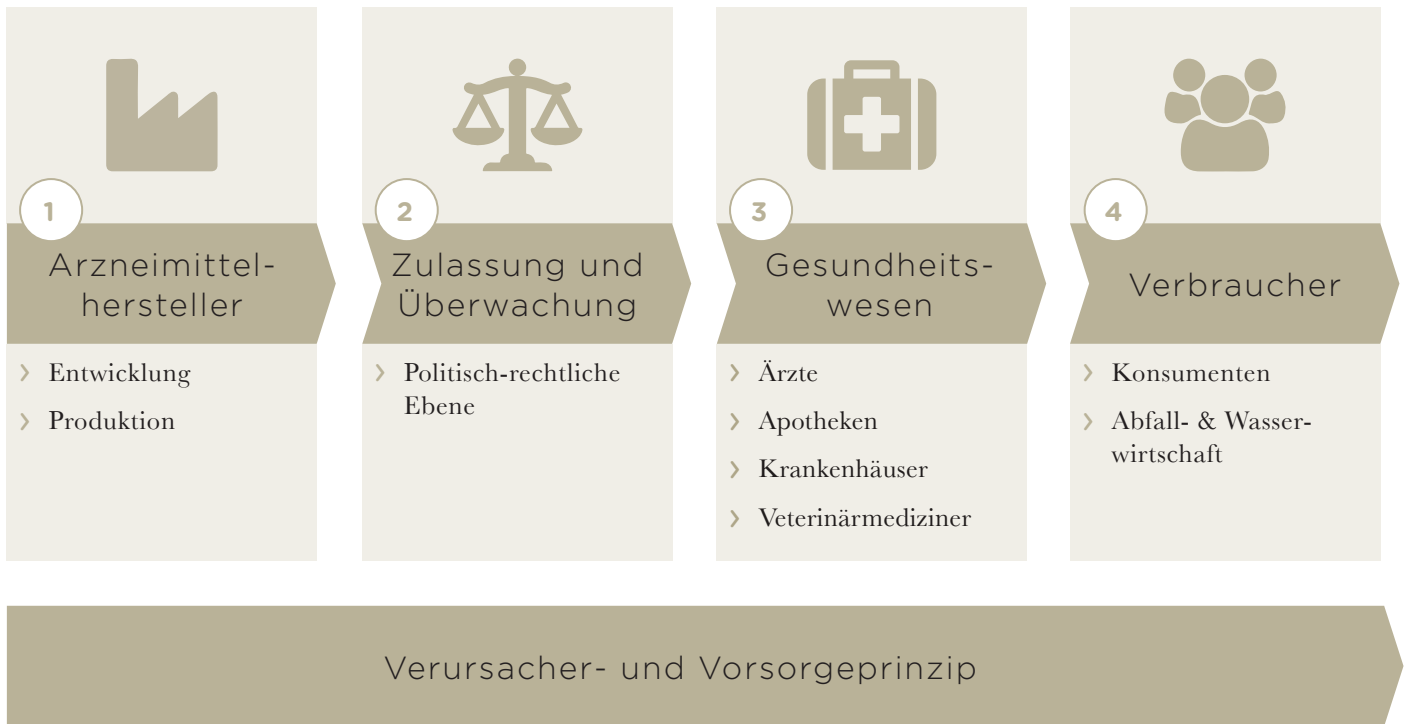 1
Arzneimittel-
hersteller
Entwicklung
Produktion
2
Zulassung und
Überwachung
Politisch-rechtliche
Ebene
3
Gesundheits-
wesen
Ärzte
Apotheken
Krankenhäuser
Veterinärmediziner
4
Verbraucher
Konsumenten
Abfall- & Wasser-
wirtschaft
Verursacher- und Vorsorgeprinzip